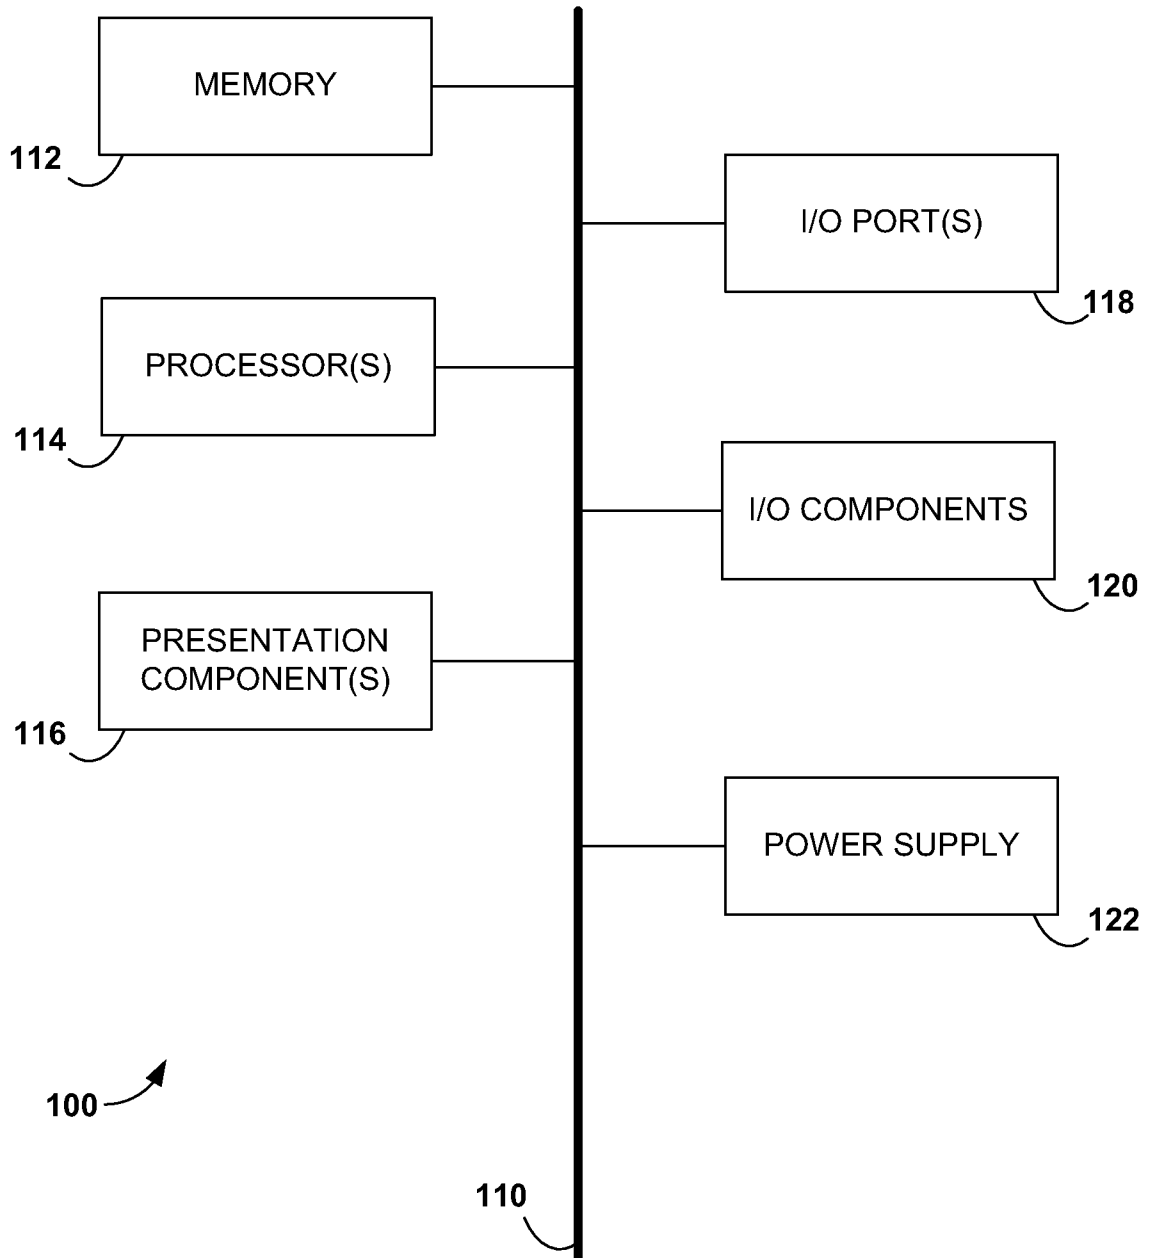 MEMORY
112
I/O PORT(S)
118
PROCESSOR(S)
114
I/O COMPONENTS
120
PRESENTATION
COMPONENT(S)
116
POWER SUPPLY
122
100
110